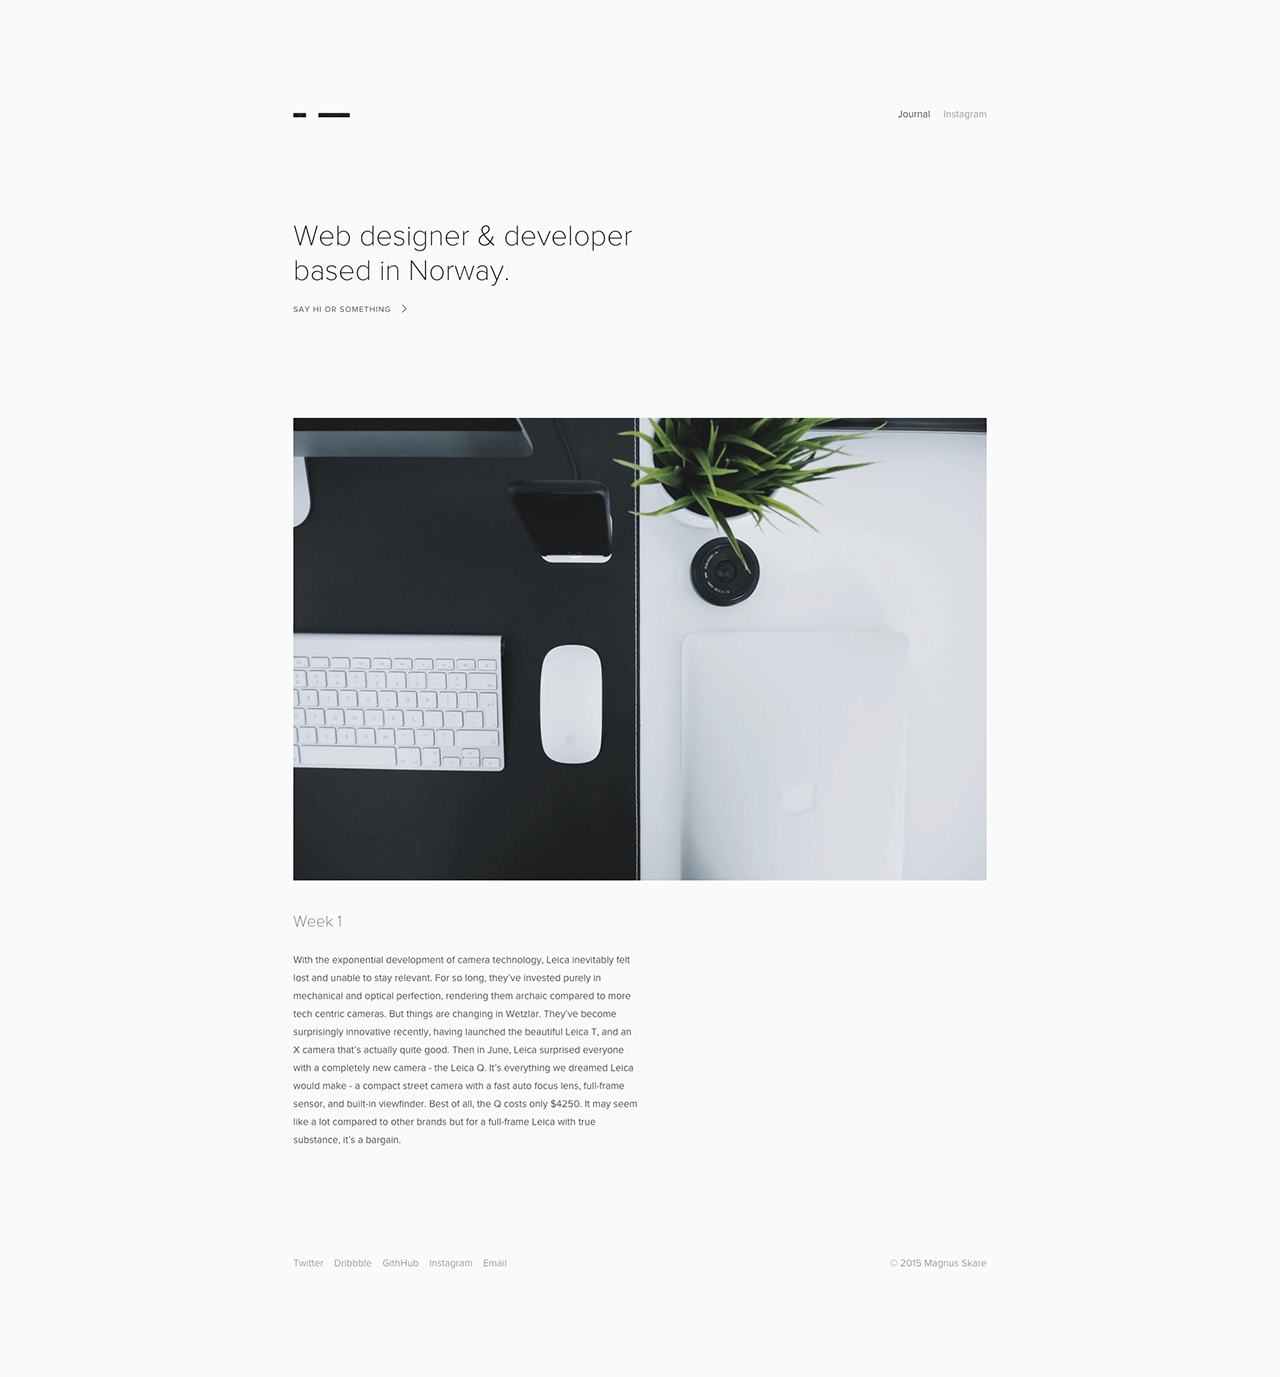 Journal Instagram
Web designer & developer
based in Norway.
SAY HI OR SOMETHING
Week 1
With the exponential development of camera technology, Leica inevitably felt
lost and unable to stay relevant. For so long, they've invested purely in
mechanical and optical perfection, rendering them archaic compared to more
tech centric cameras. But things are changing in Wetzlar. They've become
surprisingly innovative recently, having launched the beautiful Leica T, and an
X camera that's actually quite good. Then in June, Leica surprised everyone
with a completely new camera - the Leica Q. It's everything we dreamed Leica
would make - a compact street camera with a fast auto focus lens, full-frame
sensor, and built-in viewfinder. Best of all, the Q costs only $4250. It may seem
like a lot compared to other brands but for a full-frame Leica with true
substance, it's a bargain.
Twitter Dribbble GithHub Instagram Email
© 2015 Magnus Skare